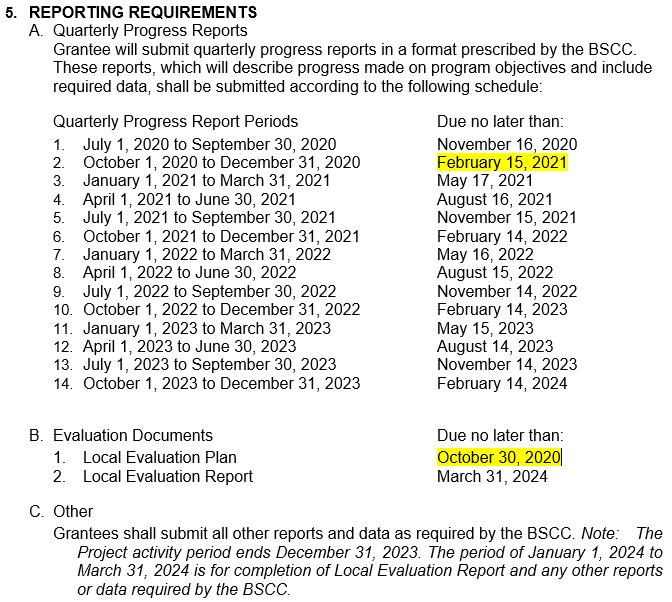 5. REPORTING REQUIREMENTS
A. Quarterly Progress Reports
Grantee will submit quarterly progress reports in a format prescribed by the BSCC.
These reports, which will describe progress made on program objectives and include
required data, shall be submitted according to the following schedule:
Quarterly Progress Report Periods Due no later than:
1. July 1, 2020 to September 30, 2020 November 16, 2020
2. October 1, 2020 to December 31, 2020 February 15, 2021
3. January 1, 2021 to March 31, 2021 May 17, 2021
4. April 1, 2021 to June 30, 2021 August 16, 2021
5. July 1, 2021 to September 30, 2021 November 15, 2021
6. October 1, 2021 to December 31, 2021 February 14, 2022
7. January 1, 2022 to March 31, 2022 May 16, 2022
8. April 1, 2022 to June 30, 2022 August 15, 2022
9. July 1, 2022 to September 30, 2022 November 14, 2022
10. October 1, 2022 to December 31, 2022 February 14, 2023
11. January 1, 2023 to March 31, 2023 May 15, 2023
12. April 1, 2023 to June 30, 2023 August 14, 2023
13. July 1, 2023 to September 30, 2023 November 14, 2023
14. October 1, 2023 to December 31, 2023 February 14, 2024
B. Evaluation Documents Due no later than:
1. Local Evaluation Plan October 30, 2020
2. Local Evaluation Report March 31, 2024
C. Other
Grantees shall submit all other reports and data as required by the BSCC. Note: The
Project activity period ends December 31, 2023. The period of January 1, 2024 to
March 31, 2024 is for completion of Local Evaluation Report and any other reports
or data required by the BSCC.